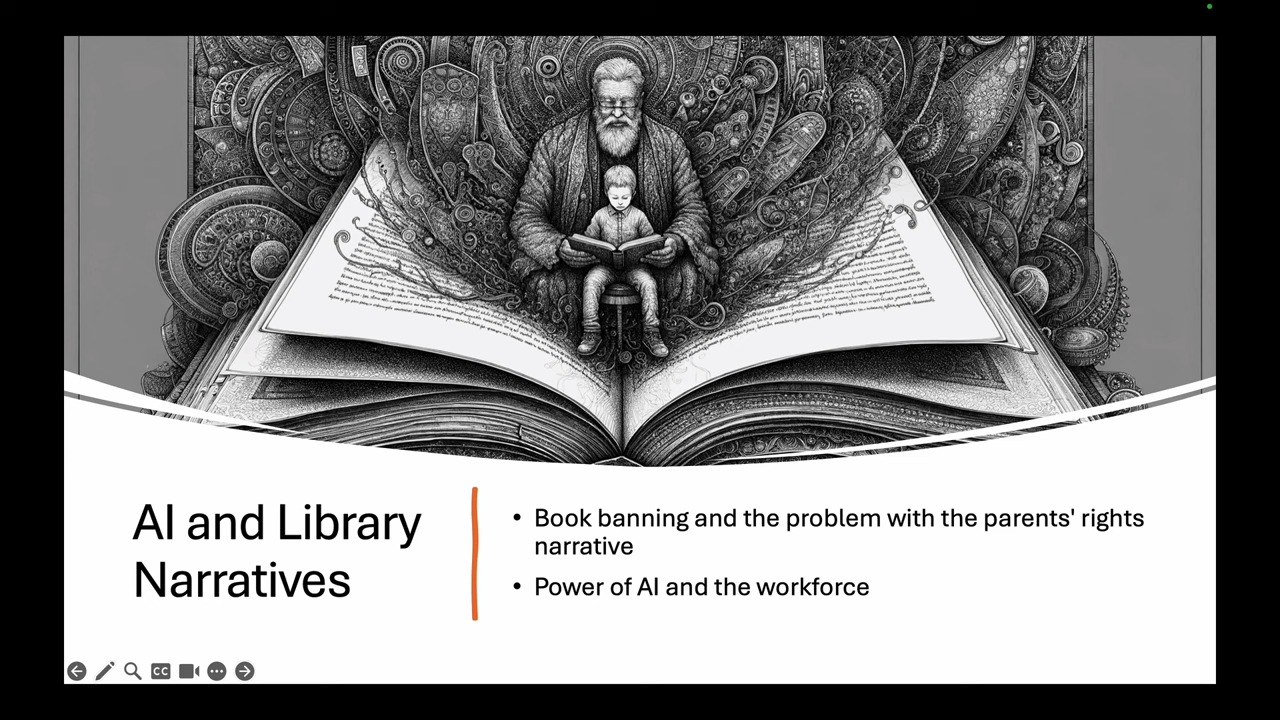 AI and Library
Narratives
• Book banning and the problem with the parents' rights
narrative
• Power of AI and the workforce
CC